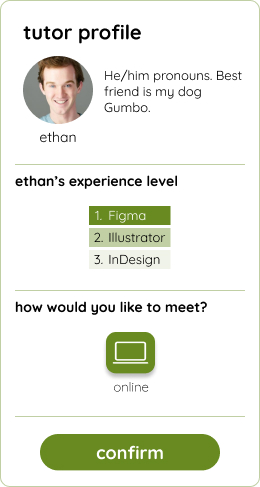 tutor profile
He/him pronouns. Best
friend is my dog
Gumbo.
ethan
ethan's experience level
1. Figma
2. Illustrator
3. InDesign
how would you like to meet?
online
confirm